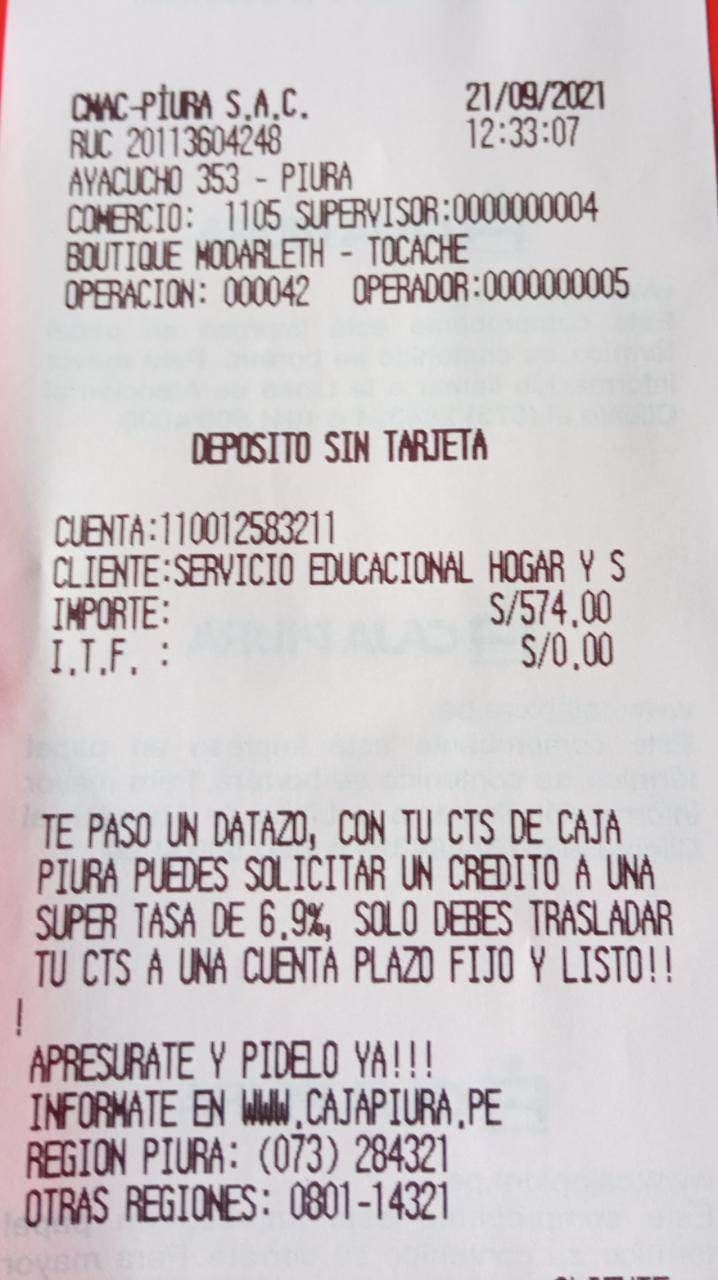 CMAC-PIURA S.A.C. 21/09/2021
RUC 20113604248 12:33:07
AYACUCHO 353 - PIURA
COMERCIO: 1105 SUPERVISOR:0000000004
BOUTIQUE MODARLETH - TOCACHE
OPERACION: 000042 OPERADOR:0000000005
DEPOSITO SIN TARJETA
CUENTA:110012583211
CLIENTE:SERVICIO EDUCACIONAL HOGAR Y S
IMPORTE: S/574.00
I.T.F. : S/0.00
TE PASO UN DATAZO, CON TU CTS DE CAJA
PIURA PUEDES SOLICITAR UN CREDITO A UNA
SUPER TASA DE 6.9%, SOLO DEBES TRASLADAR
TU CTS A UNA CUENTA PLAZO FIJO Y LISTO!!
!
APRESURATE Y PIDELO YA!!!
INFORMATE EN WWW.CAJAPIURA.PE
REGION PIURA: (073) 284321
OTRAS REGIONES: 0801-14321